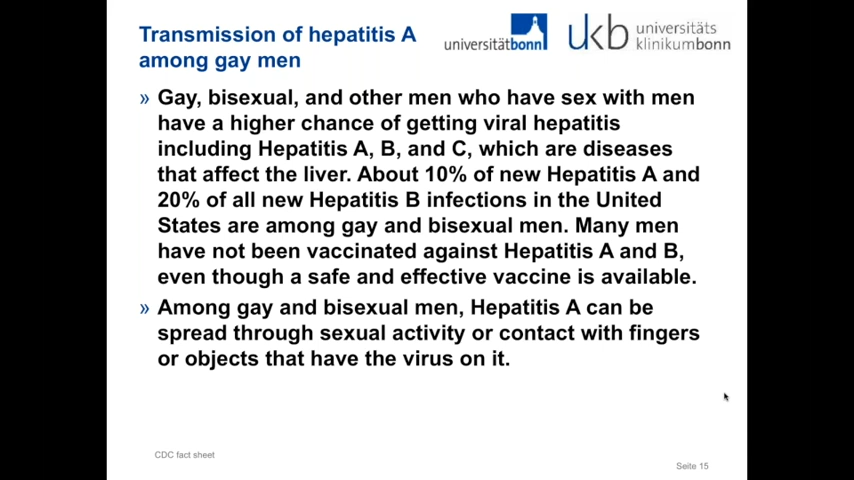 Transmission of hepatitis A
among gay men
universitätbonn
ukb universitäts
klinikumbonn
» Gay, bisexual, and other men who have sex with men
have a higher chance of getting viral hepatitis
including Hepatitis A, B, and C, which are diseases
that affect the liver. About 10% of new Hepatitis A and
20% of all new Hepatitis B infections in the United
States are among gay and bisexual men. Many men
have not been vaccinated against Hepatitis A and B,
even though a safe and effective vaccine is available.
» Among gay and bisexual men, Hepatitis A can be
spread through sexual activity or contact with fingers
or objects that have the virus on it.
CDC fact sheet
Seite 15